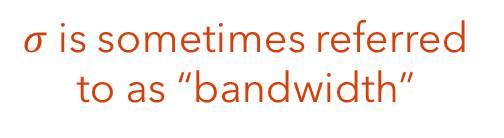 σ is sometimes referred
to as “bandwidth”